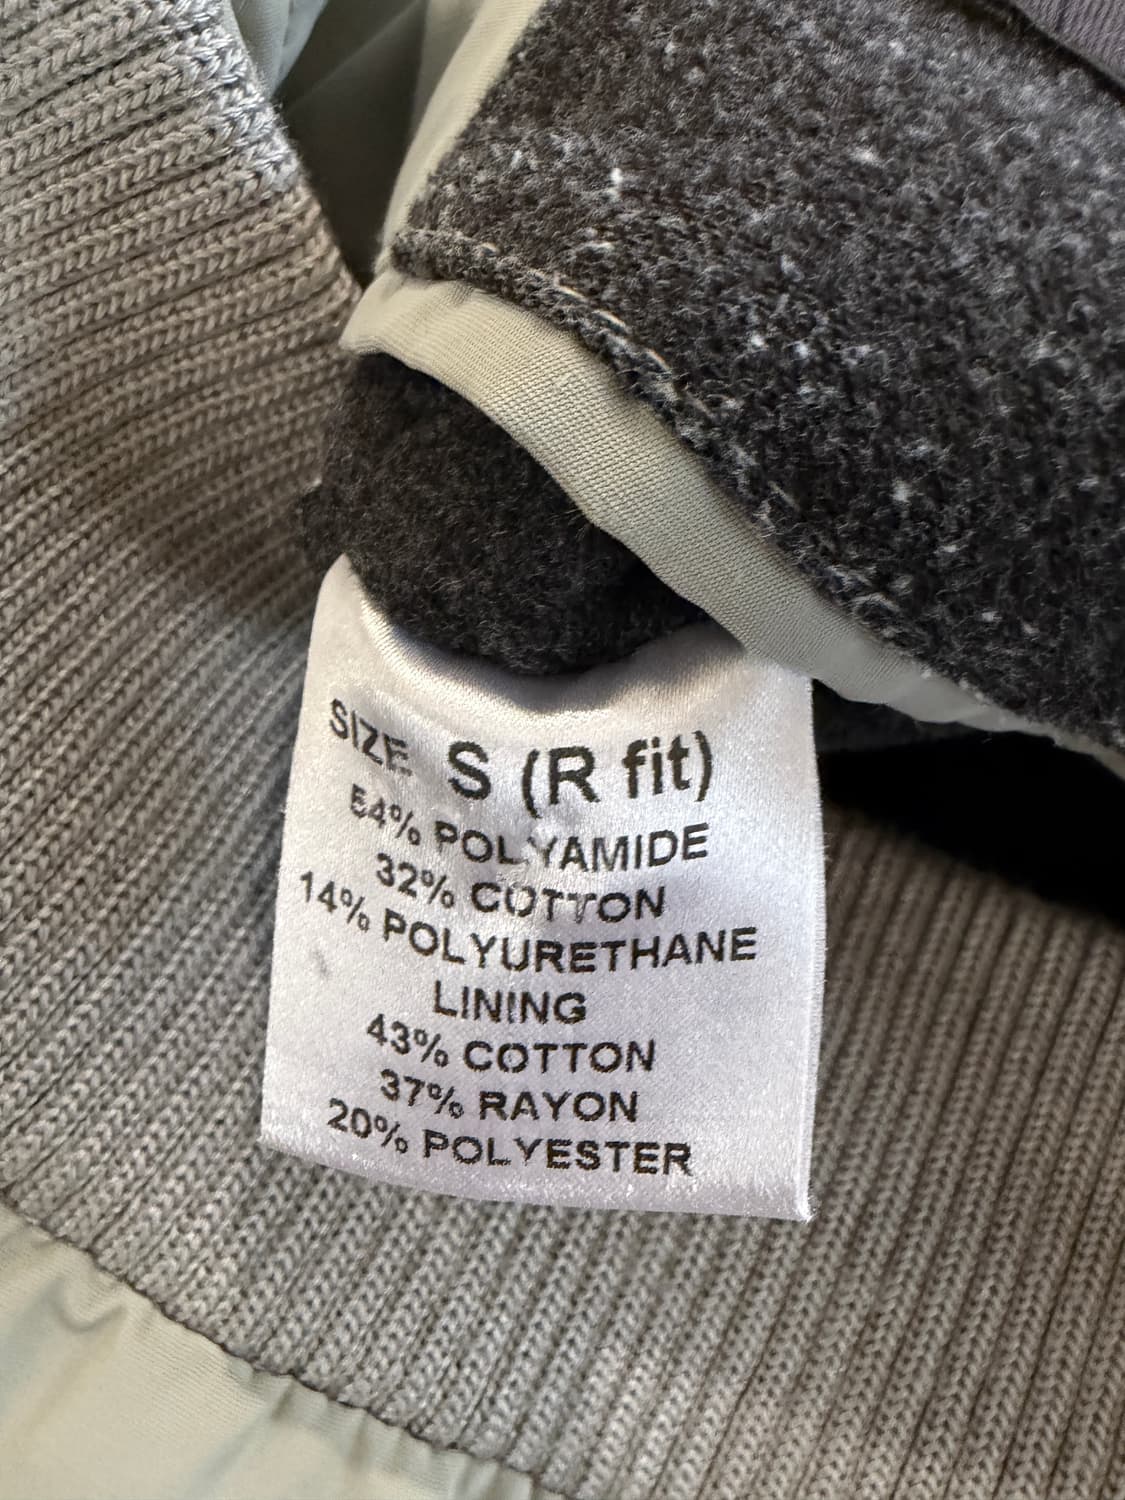 SIZE S (R fit)
54% POLYAMIDE
32% COTTON
14% POLYURETHANE
LINING
43% COTTON
37% RAYON
20% POLYESTER